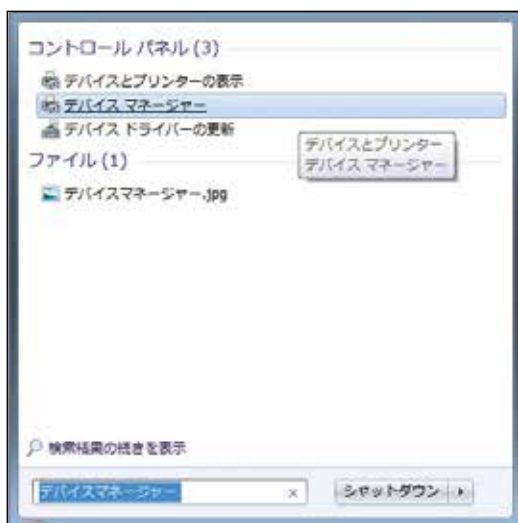 コントロール パネル (3)
デバイスとプリンターの表示
デバイス マネージャー
デバイス ドライバーの更新
デバイスとプリンター
デバイス マネージャー
ファイル (1)
デバイスマネージャー.jpg
検索結果の続きを表示
デバイスマネージャー
シャットダウン